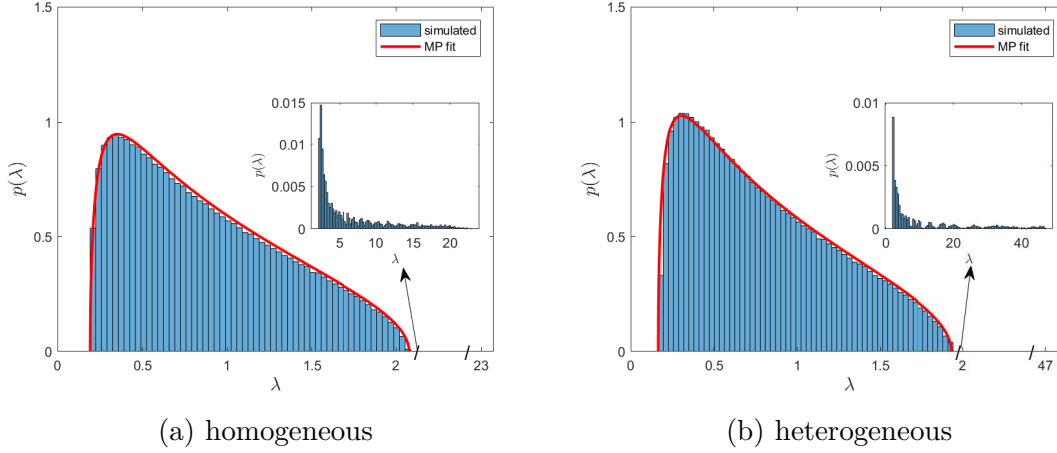 1.5
simulated
MP fit
0.015
0.01
p(λ)
0.005
0
5 10 15 20
λ
1
p(λ)
0.5
0
0 0.5 1 1.5 2 23
λ
(a) homogeneous
1.5
simulated
MP fit
0.01
p(λ)
0.005
0
0 20 40
λ
1
p(λ)
0.5
0
0 0.5 1 1.5 2 47
λ
(b) heterogeneous